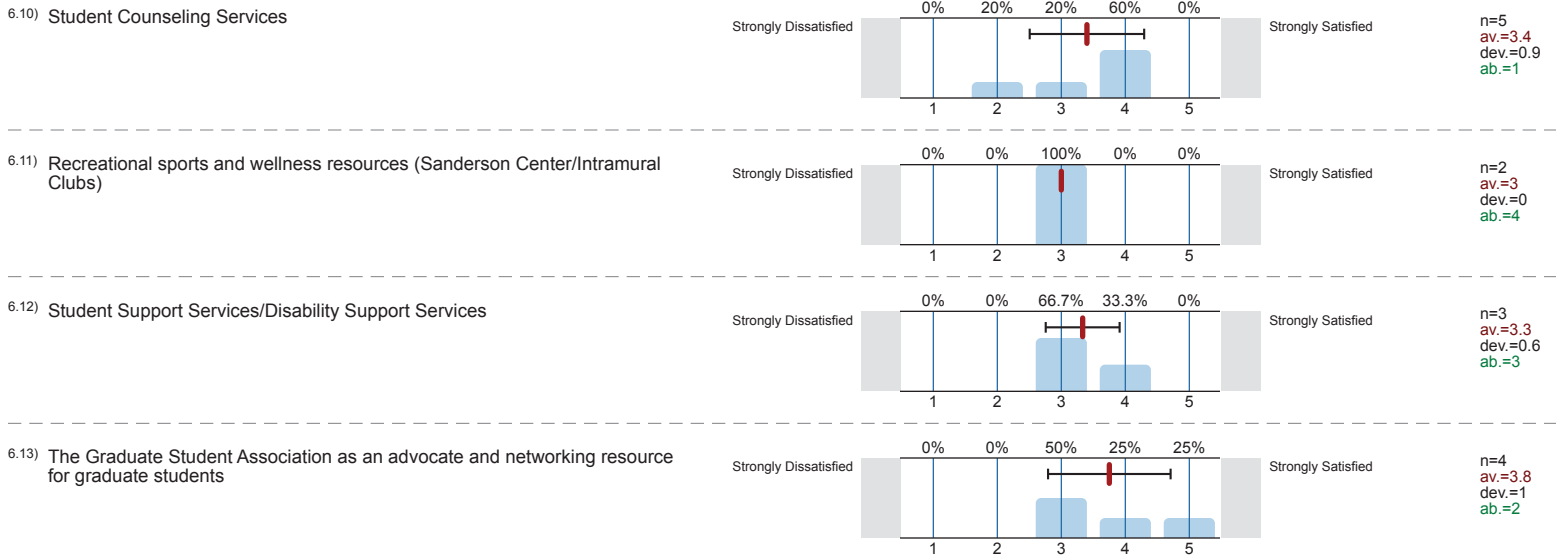 6.10) Student Counseling Services
Strongly Dissatisfied
0% 20% 20% 60% 0%
1 2 3 4 5
Strongly Satisfied
n=5
av.=3.4
dev.=0.9
ab.=1
6.11) Recreational sports and wellness resources (Sanderson Center/Intramural
Clubs)
Strongly Dissatisfied
0% 0% 100% 0% 0%
1 2 3 4 5
Strongly Satisfied
n=2
av.=3
dev.=0
ab.=4
6.12) Student Support Services/Disability Support Services
Strongly Dissatisfied
0% 0% 66.7% 33.3% 0%
1 2 3 4 5
Strongly Satisfied
n=3
av.=3.3
dev.=0.6
ab.=3
6.13) The Graduate Student Association as an advocate and networking resource
for graduate students
Strongly Dissatisfied
0% 0% 50% 25% 25%
1 2 3 4 5
Strongly Satisfied
n=4
av.=3.8
dev.=1
ab.=2